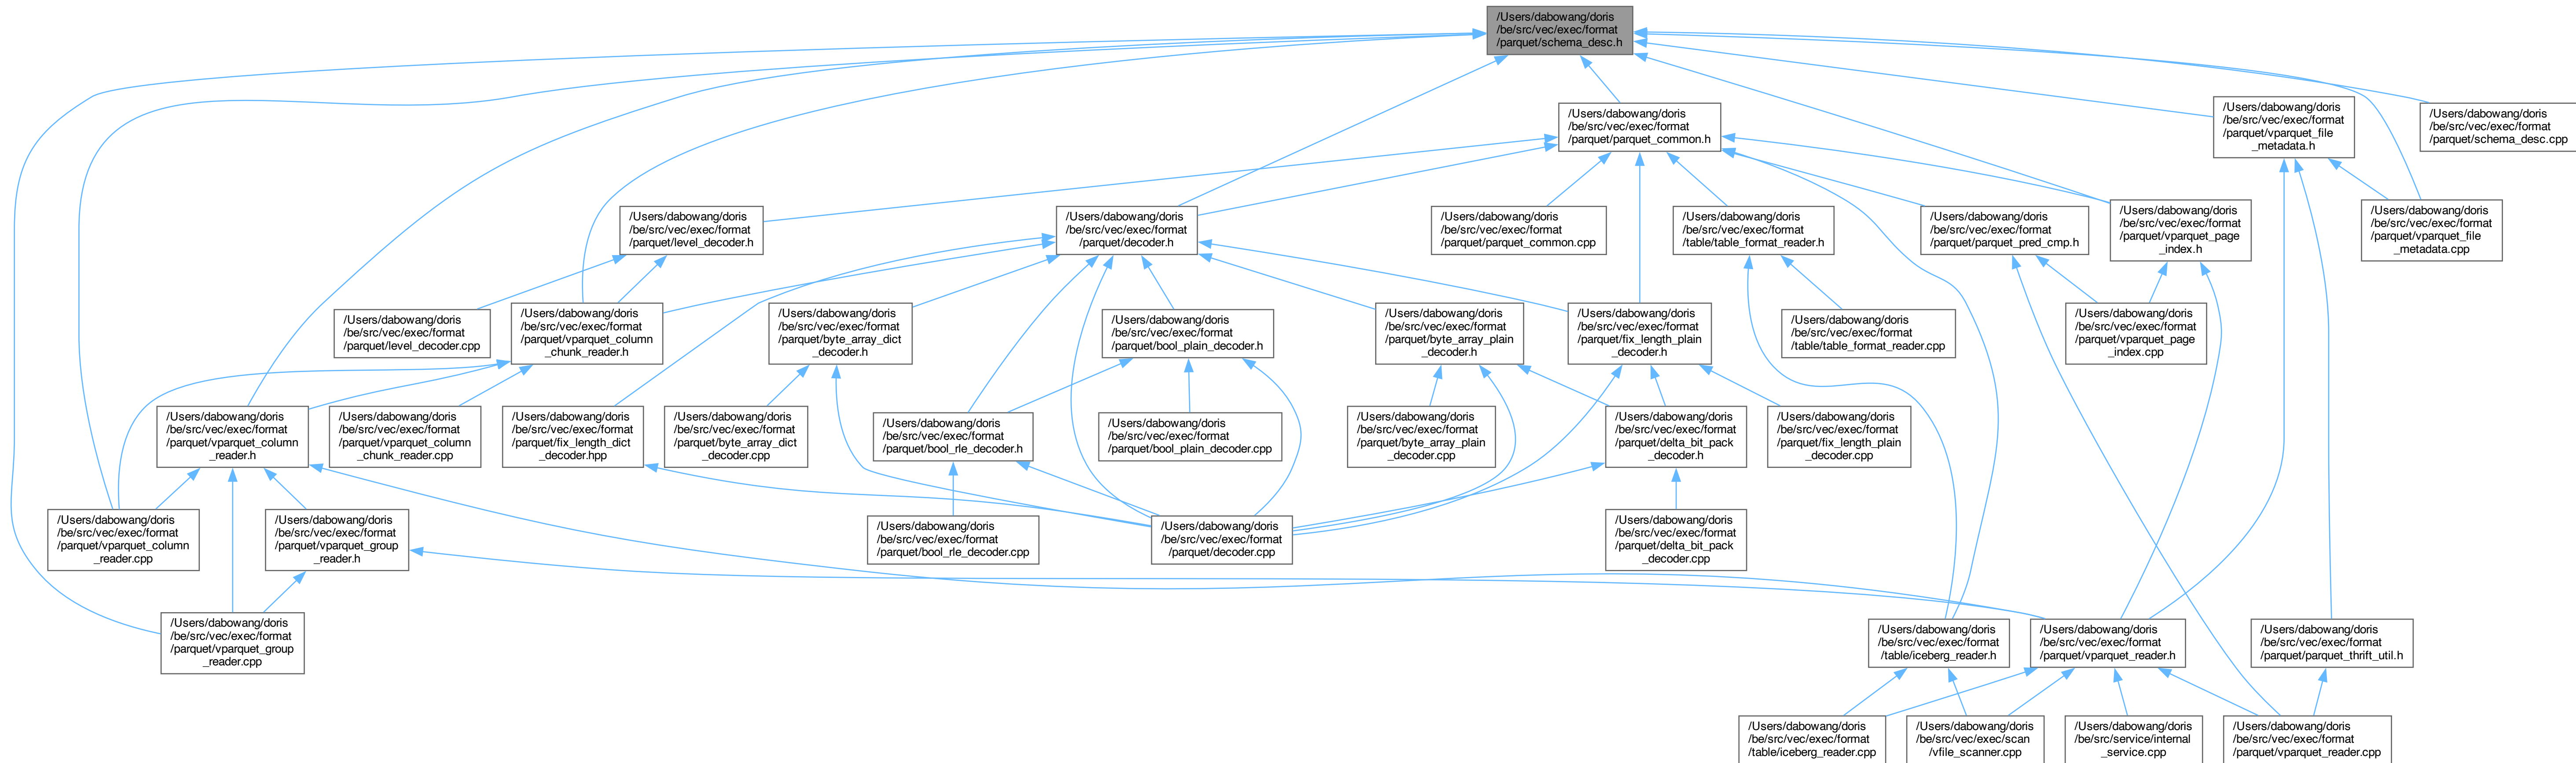 /Users/dabowang/doris
/be/src/vec/exec/format
/parquet/schema_desc.h
/Users/dabowang/doris
/be/src/vec/exec/format
/parquet/parquet_common.h
/Users/dabowang/doris
/be/src/vec/exec/format
/parquet/vparquet_file
_metadata.h
/Users/dabowang/doris
/be/src/vec/exec/format
/parquet/schema_desc.cpp
/Users/dabowang/doris
/be/src/vec/exec/format
/parquet/level_decoder.h
/Users/dabowang/doris
/be/src/vec/exec/format
/parquet/decoder.h
/Users/dabowang/doris
/be/src/vec/exec/format
/parquet/parquet_common.cpp
/Users/dabowang/doris
/be/src/vec/exec/format
/table/table_format_reader.h
/Users/dabowang/doris
/be/src/vec/exec/format
/parquet/parquet_pred_cmp.h
/Users/dabowang/doris
/be/src/vec/exec/format
/parquet/vparquet_page
_index.h
/Users/dabowang/doris
/be/src/vec/exec/format
/parquet/vparquet_file
_metadata.cpp
/Users/dabowang/doris
/be/src/vec/exec/format
/parquet/level_decoder.cpp
/Users/dabowang/doris
/be/src/vec/exec/format
/parquet/vparquet_column
_chunk_reader.h
/Users/dabowang/doris
/be/src/vec/exec/format
/parquet/byte_array_dict
_decoder.h
/Users/dabowang/doris
/be/src/vec/exec/format
/parquet/bool_plain_decoder.h
/Users/dabowang/doris
/be/src/vec/exec/format
/parquet/byte_array_plain
_decoder.h
/Users/dabowang/doris
/be/src/vec/exec/format
/parquet/fix_length_plain
_decoder.h
/Users/dabowang/doris
/be/src/vec/exec/format
/table/table_format_reader.cpp
/Users/dabowang/doris
/be/src/vec/exec/format
/parquet/vparquet_page
_index.cpp
/Users/dabowang/doris
/be/src/vec/exec/format
/parquet/vparquet_column
_reader.h
/Users/dabowang/doris
/be/src/vec/exec/format
/parquet/vparquet_column
_chunk_reader.cpp
/Users/dabowang/doris
/be/src/vec/exec/format
/parquet/fix_length_dict
_decoder.hpp
/Users/dabowang/doris
/be/src/vec/exec/format
/parquet/byte_array_dict
_decoder.cpp
/Users/dabowang/doris
/be/src/vec/exec/format
/parquet/bool_rle_decoder.h
/Users/dabowang/doris
/be/src/vec/exec/format
/parquet/bool_plain_decoder.cpp
/Users/dabowang/doris
/be/src/vec/exec/format
/parquet/byte_array_plain
_decoder.cpp
/Users/dabowang/doris
/be/src/vec/exec/format
/parquet/delta_bit_pack
_decoder.h
/Users/dabowang/doris
/be/src/vec/exec/format
/parquet/fix_length_plain
_decoder.cpp
/Users/dabowang/doris
/be/src/vec/exec/format
/parquet/vparquet_column
_reader.cpp
/Users/dabowang/doris
/be/src/vec/exec/format
/parquet/vparquet_group
_reader.h
/Users/dabowang/doris
/be/src/vec/exec/format
/parquet/bool_rle_decoder.cpp
/Users/dabowang/doris
/be/src/vec/exec/format
/parquet/decoder.cpp
/Users/dabowang/doris
/be/src/vec/exec/format
/parquet/delta_bit_pack
_decoder.cpp
/Users/dabowang/doris
/be/src/vec/exec/format
/parquet/vparquet_group
_reader.cpp
/Users/dabowang/doris
/be/src/vec/exec/format
/table/iceberg_reader.h
/Users/dabowang/doris
/be/src/vec/exec/format
/parquet/vparquet_reader.h
/Users/dabowang/doris
/be/src/vec/exec/format
/parquet/parquet_thrift_util.h
/Users/dabowang/doris
/be/src/vec/exec/format
/table/iceberg_reader.cpp
/Users/dabowang/doris
/be/src/vec/exec/scan
/vfile_scanner.cpp
/Users/dabowang/doris
/be/src/service/internal
_service.cpp
/Users/dabowang/doris
/be/src/vec/exec/format
/parquet/vparquet_reader.cpp